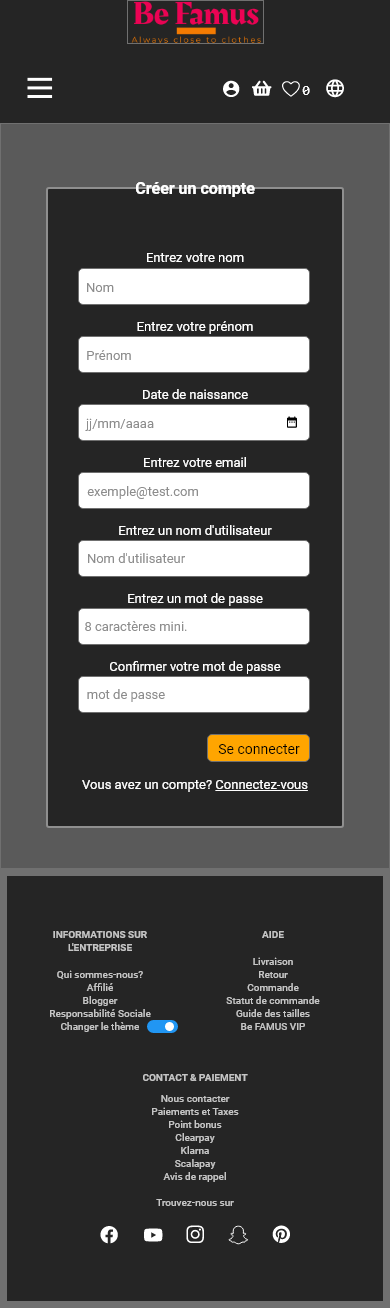 Be Famus
Always close to clothes
0
Créer un compte
Entrez votre nom
Nom
Entrez votre prénom
Prénom
Date de naissance
jj/mm/aaaa
Entrez votre email
exemple@test.com
Entrez un nom d'utilisateur
Nom d'utilisateur
Entrez un mot de passe
8 caractères mini.
Confirmer votre mot de passe
mot de passe
Se connecter
Vous avez un compte? Connectez-vous
INFORMATIONS SUR
L'ENTREPRISE
Qui sommes-nous?
Affilié
Blogger
Responsabilité Sociale
Changer le thème
AIDE
Livraison
Retour
Commande
Statut de commande
Guide des tailles
Be FAMUS VIP
CONTACT & PAIEMENT
Nous contacter
Paiements et Taxes
Point bonus
Clearpay
Klarna
Scalapay
Avis de rappel
Trouvez-nous sur